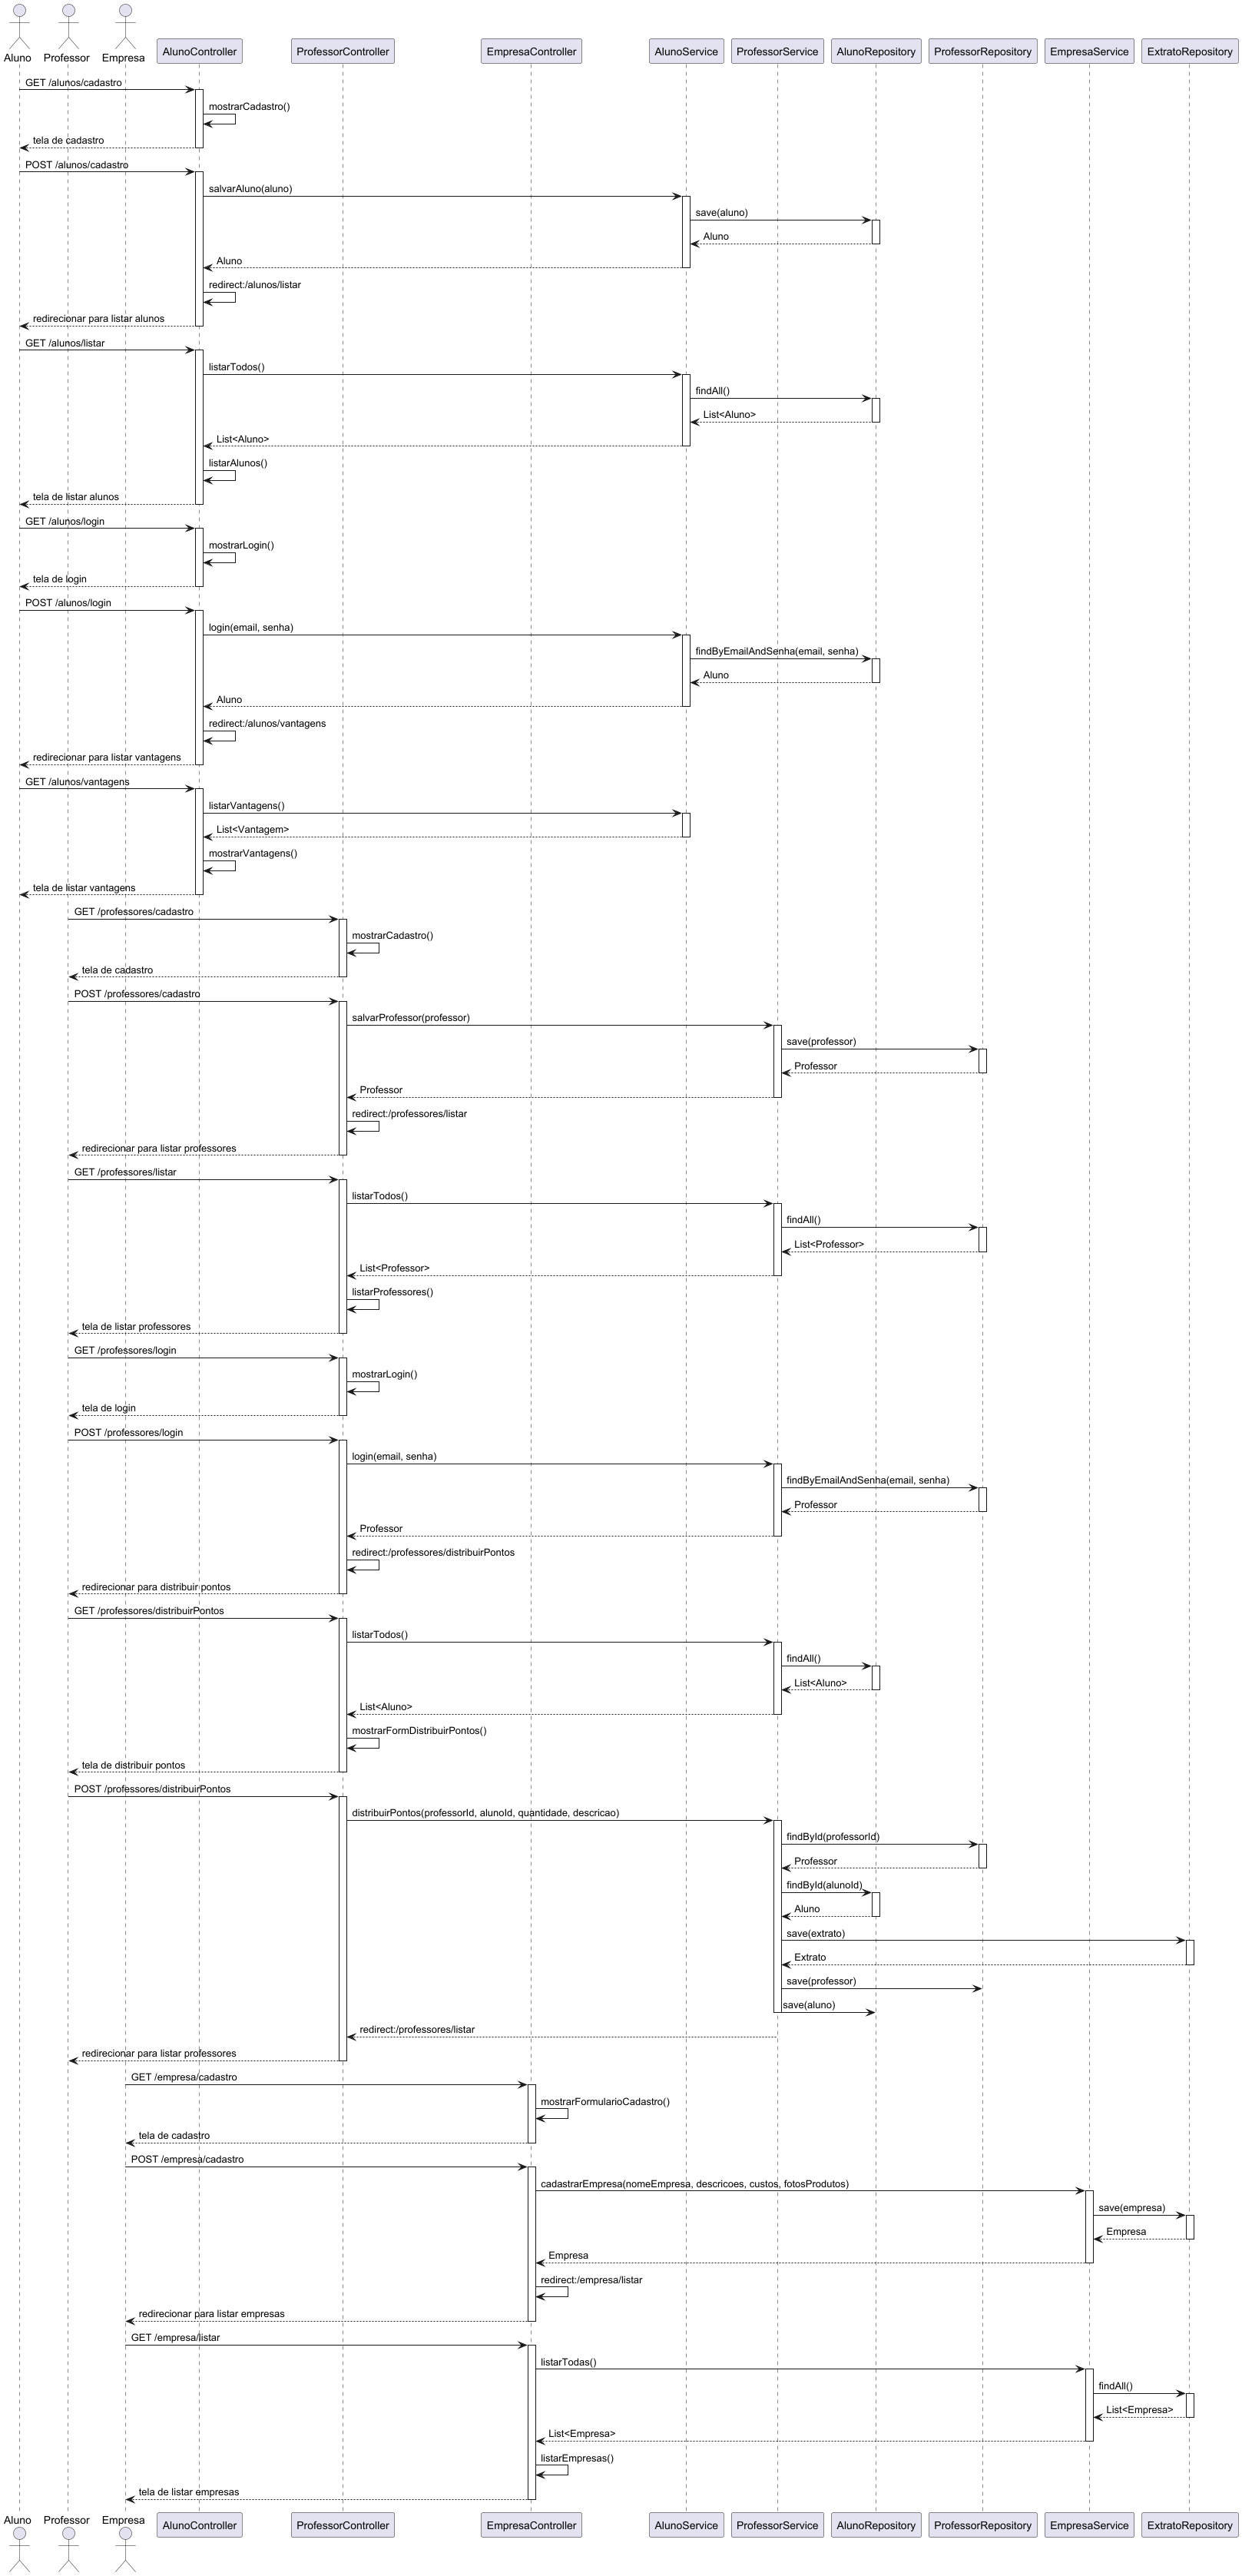 Aluno Professor Empresa AlunoController ProfessorController EmpresaController AlunoService ProfessorService AlunoRepository ProfessorRepository EmpresaService ExtratoRepository
GET /alunos/cadastro
mostrarCadastro()
tela de cadastro
POST /alunos/cadastro
salvarAluno(aluno)
save(aluno)
Aluno
Aluno
redirect:/alunos/listar
redirecionar para listar alunos
GET /alunos/listar
listarTodos()
findAll()
List<Aluno>
List<Aluno>
listarAlunos()
tela de listar alunos
GET /alunos/login
mostrarLogin()
tela de login
POST /alunos/login
login(email, senha)
findByEmailAndSenha(email, senha)
Aluno
Aluno
redirect:/alunos/vantagens
redirecionar para listar vantagens
GET /alunos/vantagens
listarVantagens()
List<Vantagem>
mostrarVantagens()
tela de listar vantagens
GET /professores/cadastro
mostrarCadastro()
tela de cadastro
POST /professores/cadastro
salvarProfessor(professor)
save(professor)
Professor
Professor
redirect:/professores/listar
redirecionar para listar professores
GET /professores/listar
listarTodos()
findAll()
List<Professor>
List<Professor>
listarProfessores()
tela de listar professores
GET /professores/login
mostrarLogin()
tela de login
POST /professores/login
login(email, senha)
findByEmailAndSenha(email, senha)
Professor
Professor
redirect:/professores/distribuirPontos
redirecionar para distribuir pontos
GET /professores/distribuirPontos
listarTodos()
findAll()
List<Aluno>
List<Aluno>
mostrarFormDistribuirPontos()
tela de distribuir pontos
POST /professores/distribuirPontos
distribuirPontos(professorId, alunoId, quantidade, descricao)
findById(professorId)
Professor
findById(alunoId)
Aluno
save(extrato)
Extrato
save(professor)
save(aluno)
redirect:/professores/listar
redirecionar para listar professores
GET /empresa/cadastro
mostrarFormularioCadastro()
tela de cadastro
POST /empresa/cadastro
cadastrarEmpresa(nomeEmpresa, descricoes, custos, fotosProdutos)
save(empresa)
Empresa
Empresa
redirect:/empresa/listar
redirecionar para listar empresas
GET /empresa/listar
listarTodas()
findAll()
List<Empresa>
List<Empresa>
listarEmpresas()
tela de listar empresas
Aluno Professor Empresa AlunoController ProfessorController EmpresaController AlunoService ProfessorService AlunoRepository ProfessorRepository EmpresaService ExtratoRepository